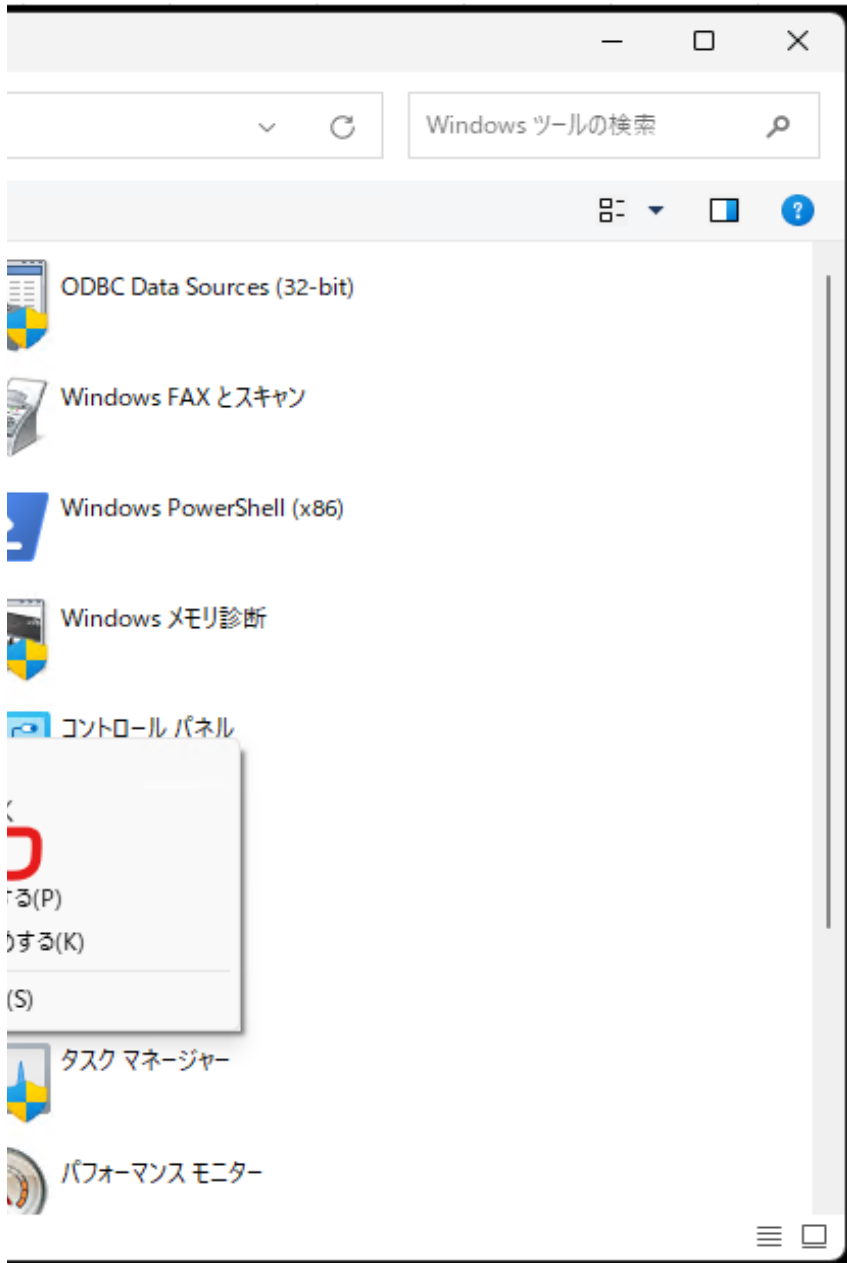 Windows ツールの検索
ODBC Data Sources (32-bit)
Windows FAX とスキャン
Windows PowerShell (x86)
Windows メモリ診断
コントロール パネル
する(P)
する(K)
(S)
タスク マネージャー
パフォーマンス モニター